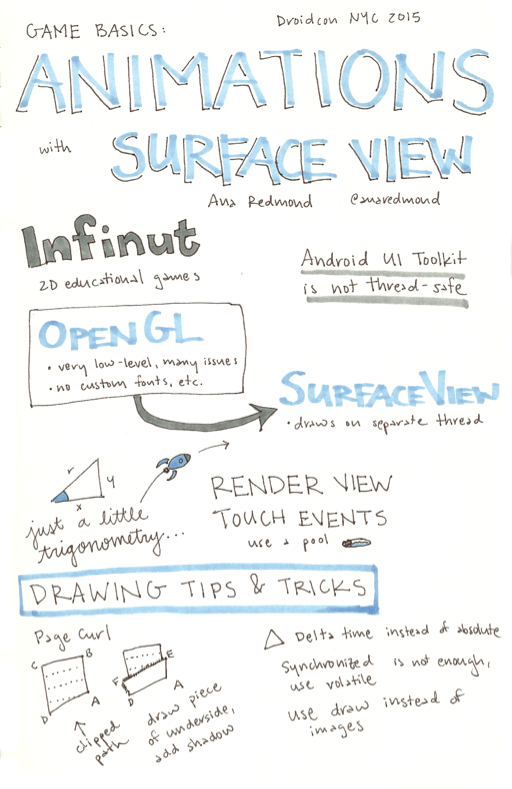 GAME BASICS:
Droidcon NYC 2015
ANIMATIONS
with
SURFACE VIEW
Ana Redmond @anaredmond
Infinut
2D educational games
Android UI Toolkit
is not thread-safe
OPENGL
• very low-level, many issues
• no custom fonts, etc.
SURFACEVIEW
• draws on separate thread
r
y
x
just a little
trigonometry...
RENDER VIEW
TOUCH EVENTS
use a pool
DRAWING TIPS & TRICKS
Page Curl
C B
D A
E
F
D A
clipped
path
draw piece
of underside,
add shadow
△ Delta time instead of absolute
Synchronized is not enough,
use volatile
Use draw instead of
images